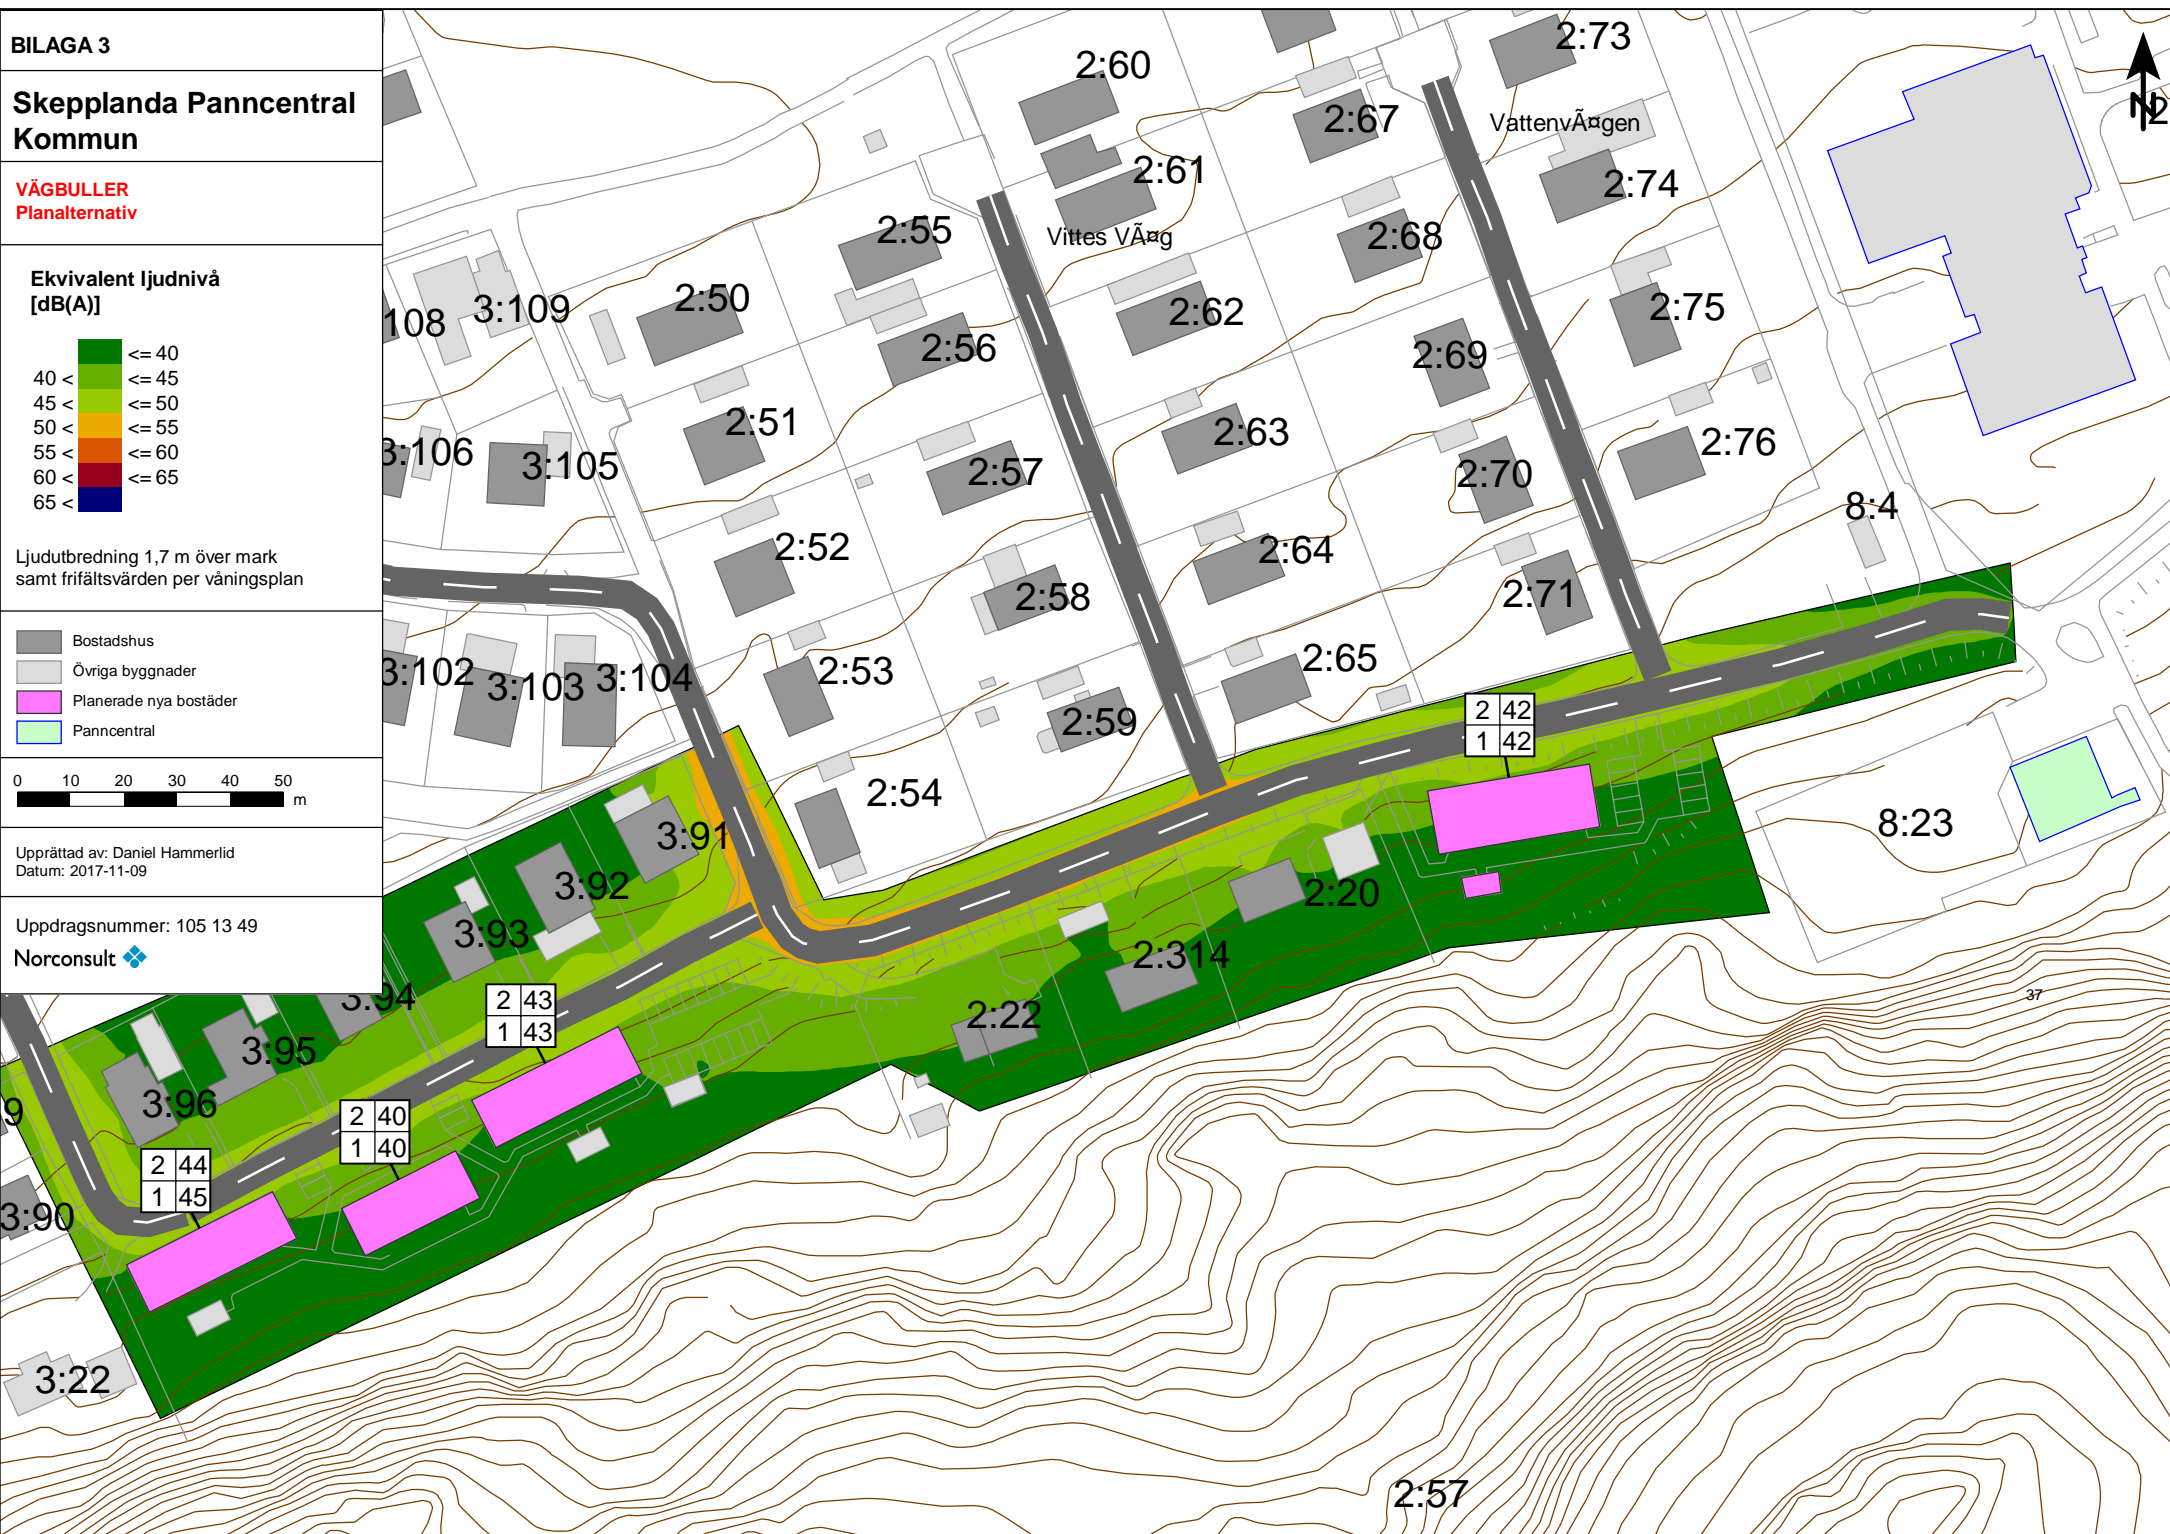 BILAGA 3
Skepplanda Panncentral
Kommun
VÄGBULLER
Planalternativ
Ekvivalent ljudnivå
[dB(A)]
<= 40
40 < <= 45
45 < <= 50
50 < <= 55
55 < <= 60
60 < <= 65
65 <
Ljudutbredning 1,7 m över mark
samt frifältsvärden per våningsplan
Bostadshus
Övriga byggnader
Planerade nya bostäder
Panncentral
0 10 20 30 40 50
m
Upprättad av: Daniel Hammerlid
Datum: 2017-11-09
Uppdragsnummer: 105 13 49
Norconsult
2:60
2:73
2:67
VattenvÃ¤gen
N
2
2:61
2:74
2:55
Vittes VÃ¤g
2:68
108
3:109
2:50
2:62
2:75
2:56
2:69
3:106
3:105
2:51
2:63
2:76
2:57
2:70
8:4
2:52
2:64
2:58
2:71
3:102
3:103
3:104
2:53
2:65
2:59
2 42
1 42
2:54
3:91
8:23
3:92
2:20
3:93
2:314
3:94
2 43
1 43
2:22
37
3:95
3:96
9
2 40
1 40
2 44
1 45
3:90
3:22
2:57